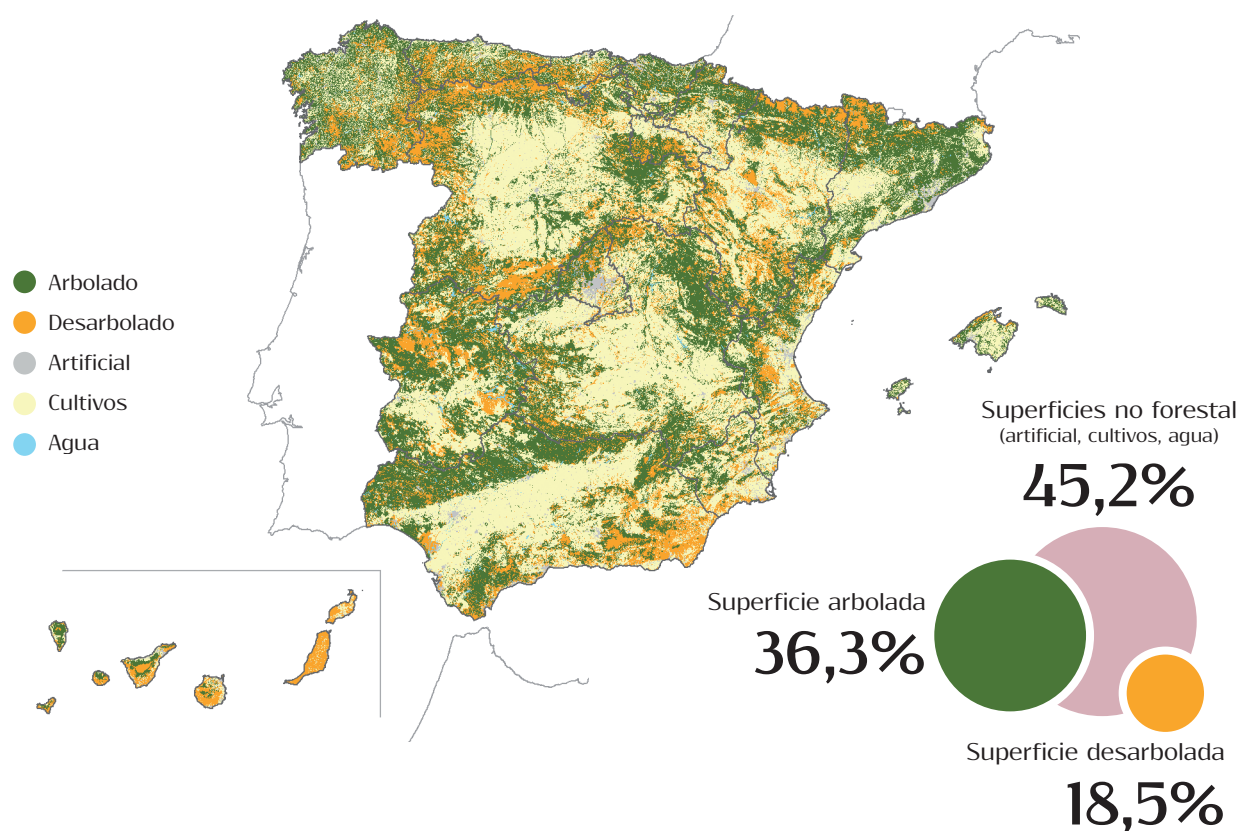 Arbolado
Desarbolado
Artificial
Cultivos
Agua
Superficies no forestal
(artificial, cultivos, agua)
45,2%
Superficie arbolada
36,3%
Superficie desarbolada
18,5%